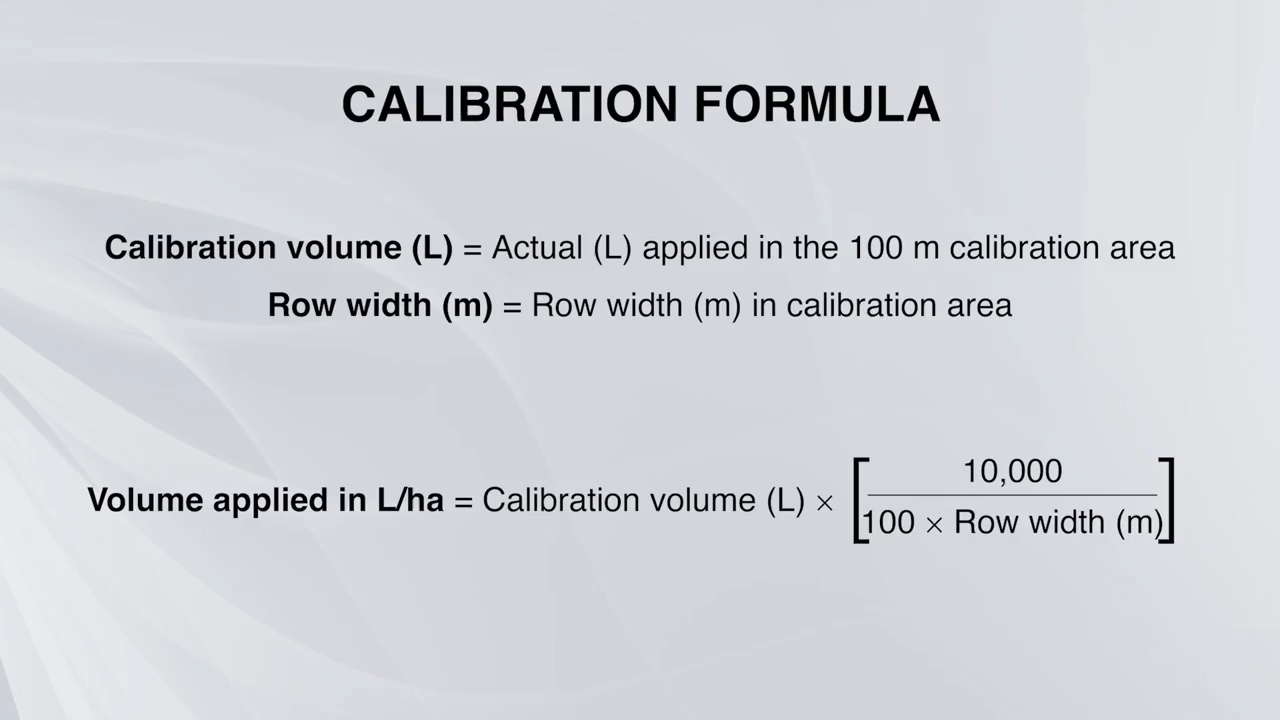 CALIBRATION FORMULA
Calibration volume (L) = Actual (L) applied in the 100 m calibration area
Row width (m) = Row width (m) in calibration area
Volume applied in L/ha = Calibration volume (L) × [10,000 / 100 × Row width (m)]